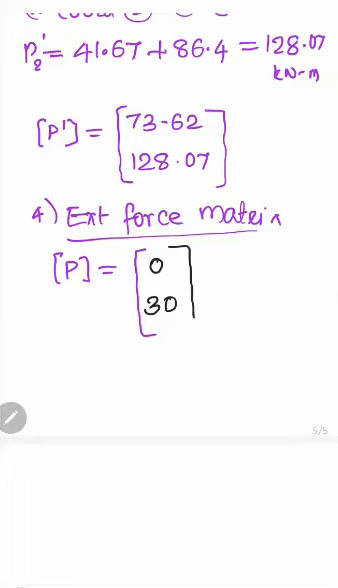 P₂' = 41.67 + 86.4 = 128.07
kN-m
[P'] = [73-62
128.07]
4) Ext force matrix
[P] = [0
30]
5/5